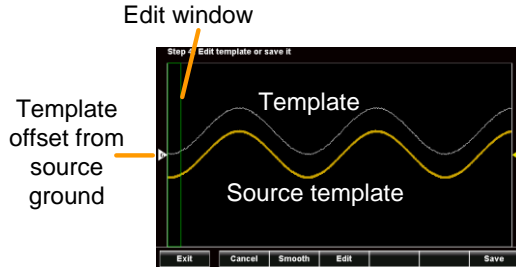 Edit window
Step 4: Edit template or save it
Template
Template
offset from
source
ground
Source template
Exit Cancel Smooth Edit Save